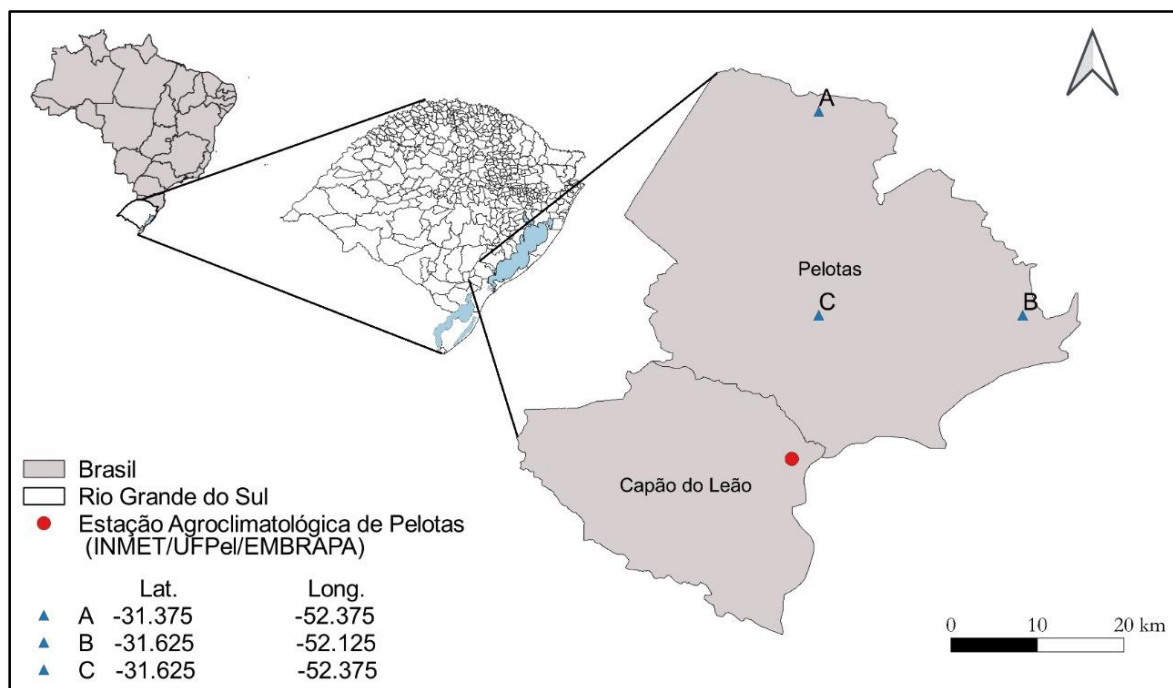 A
Pelotas
C
B
Capão do Leão
Brasil
Rio Grande do Sul
Estação Agroclimatológica de Pelotas
(INMET/UFPel/EMBRAPA)
Lat. Long.
A -31.375 -52.375
B -31.625 -52.125
C -31.625 -52.375
0 10 20 km